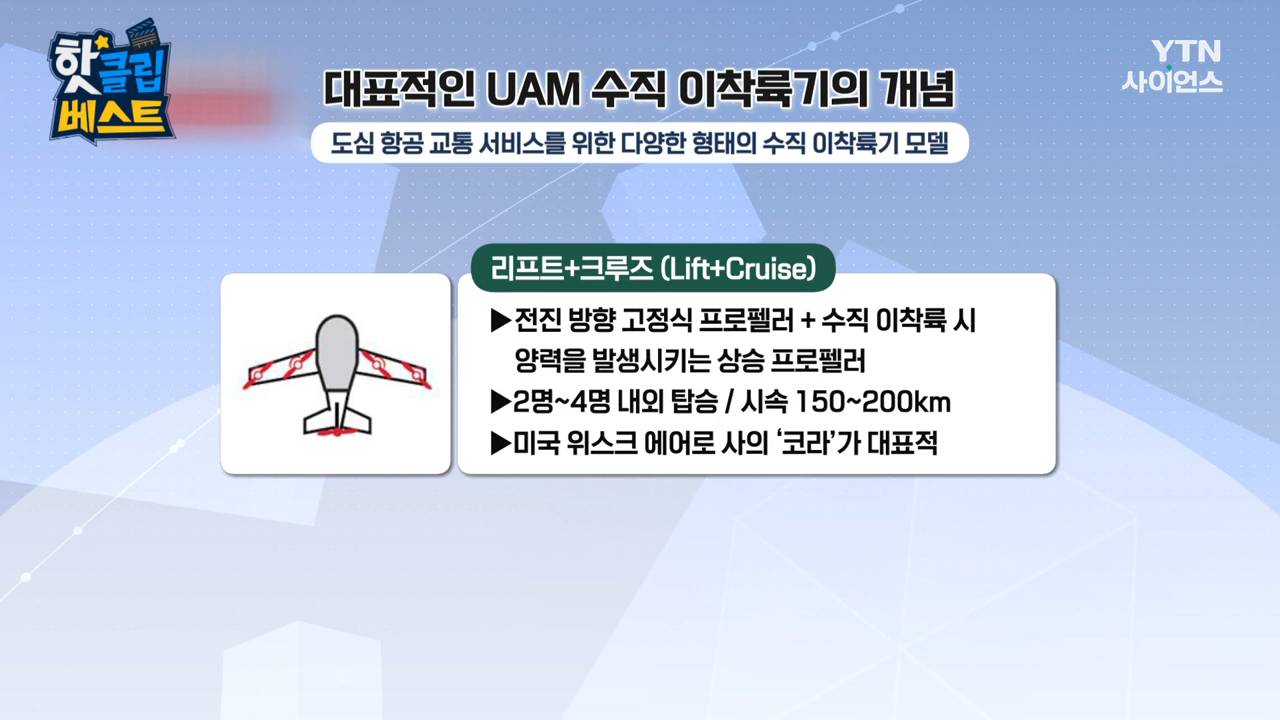 핫클립
베스트
YTN
사이언스
대표적인 UAM 수직 이착륙기의 개념
도심 항공 교통 서비스를 위한 다양한 형태의 수직 이착륙기 모델
리프트+크루즈 (Lift+Cruise)
▶전진 방향 고정식 프로펠러 + 수직 이착륙 시
양력을 발생시키는 상승 프로펠러
▶2명~4명 내외 탑승 / 시속 150~200km
▶미국 위스크 에어로 사의 ‘코라’가 대표적